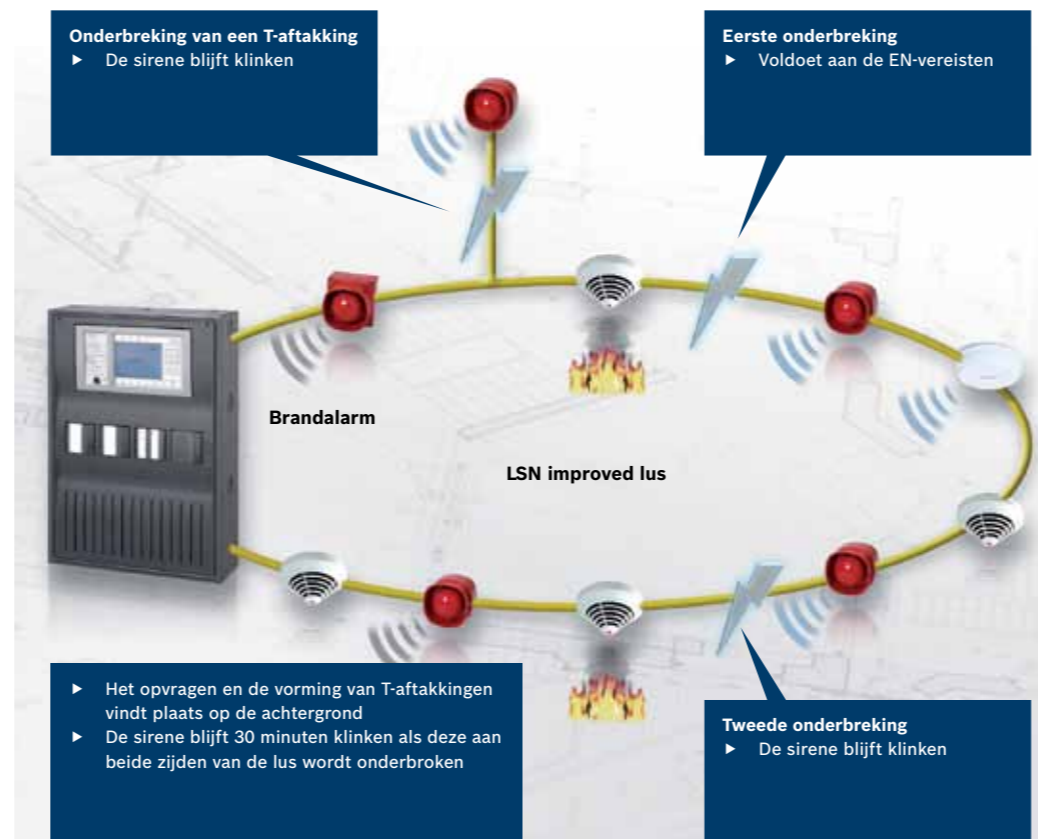 Onderbreking van een T-aftakking
▶ De sirene blijft klinken
Eerste onderbreking
▶ Voldoet aan de EN-vereisten
Brandalarm
LSN improved lus
▶ Het opvragen en de vorming van T-aftakkingen
vindt plaats op de achtergrond
▶ De sirene blijft 30 minuten klinken als deze aan
beide zijden van de lus wordt onderbroken
Tweede onderbreking
▶ De sirene blijft klinken